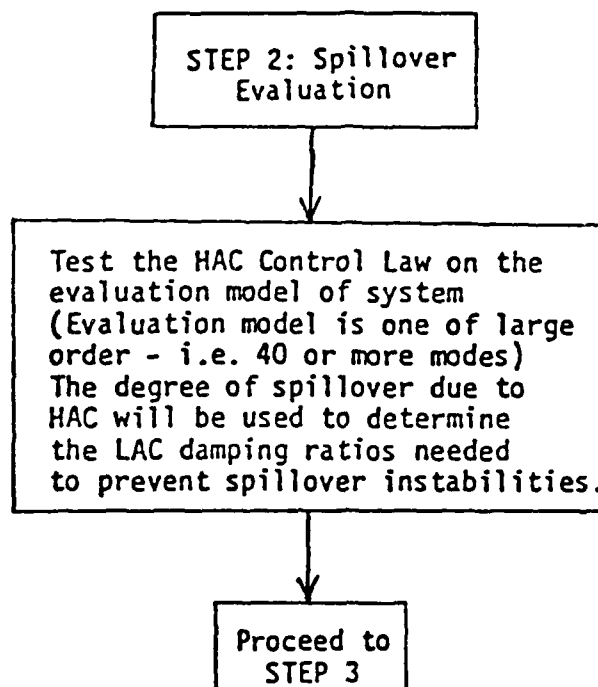 STEP 2: Spillover
Evaluation
Test the HAC Control Law on the
evaluation model of system
(Evaluation model is one of large
order - i.e. 40 or more modes)
The degree of spillover due to
HAC will be used to determine
the LAC damping ratios needed
to prevent spillover instabilities.
Proceed to
STEP 3